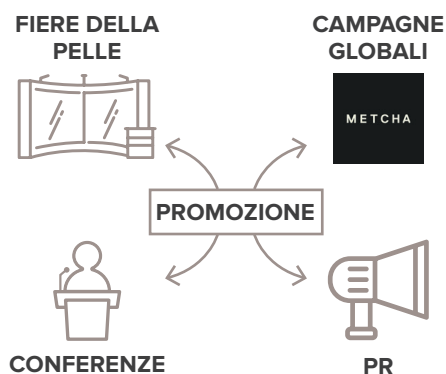 FIERE DELLA
PELLE
CAMPAGNE
GLOBALI
METCHA
PROMOZIONE
CONFERENZE
PR